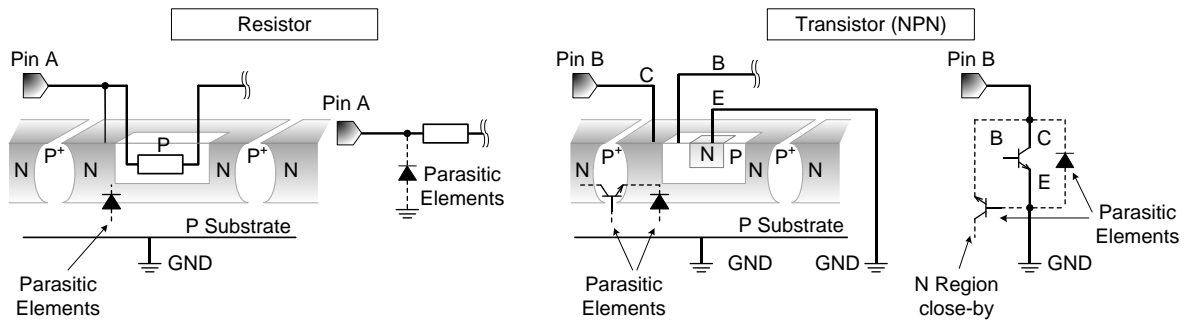 Resistor
Transistor (NPN)
Pin A
Pin B
C
B
E
Pin B
Pin A
N
P+
N
P
N
P+
N
Parasitic
Elements
P Substrate
GND
Parasitic
Elements
N
P+
N
N
P
N
P+
N
P Substrate
GND
GND
Parasitic
Elements
B
C
E
Parasitic
Elements
GND
N Region
close-by